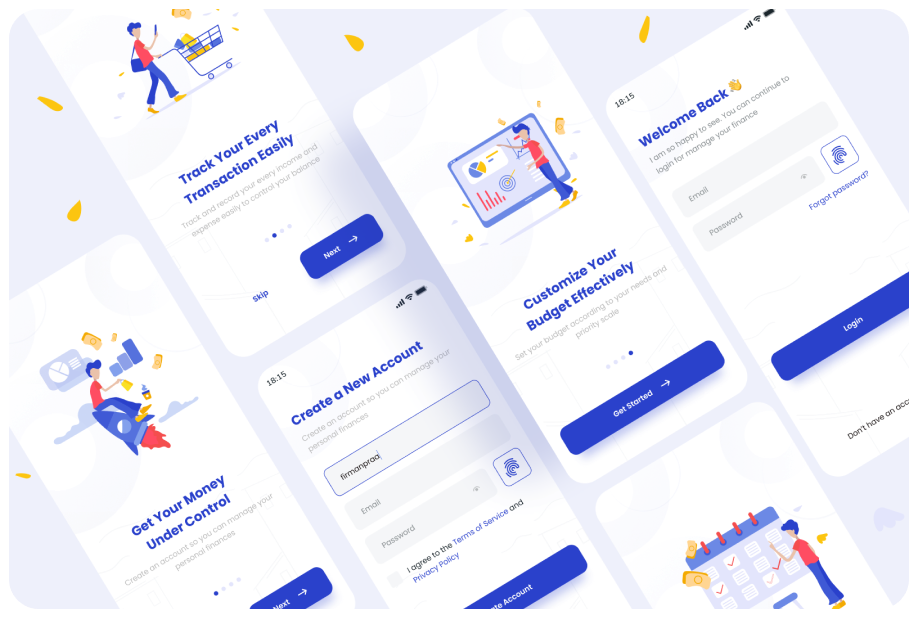 Track Your Every
Transaction Easily
Track and record your every income and
expense easily to control your balance
Next
Skip
Get Your Money
Under Control
Create an account so you can manage your
personal finances
Next
18:15
Create a New Account
Create an account so you can manage your
personal finances
firmanprad
Email
Password
I agree to the Terms of Service and
Privacy Policy
Account
Customize Your
Budget Effectively
Set your budget according to your needs and
priority scale
Get Started
18:15
Welcome Back
I am so happy to see. You can continue to
login for manage your finance
Email
Password
Forgot password?
Login
Don't have an